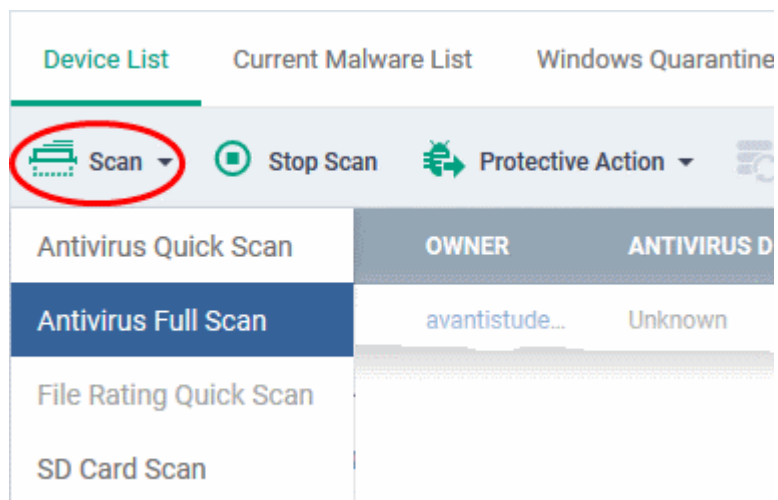 Device List Current Malware List Windows Quarantine
Scan Stop Scan Protective Action
OWNER ANTIVIRUS D
Antivirus Quick Scan
Antivirus Full Scan
avantistude... Unknown
File Rating Quick Scan
SD Card Scan